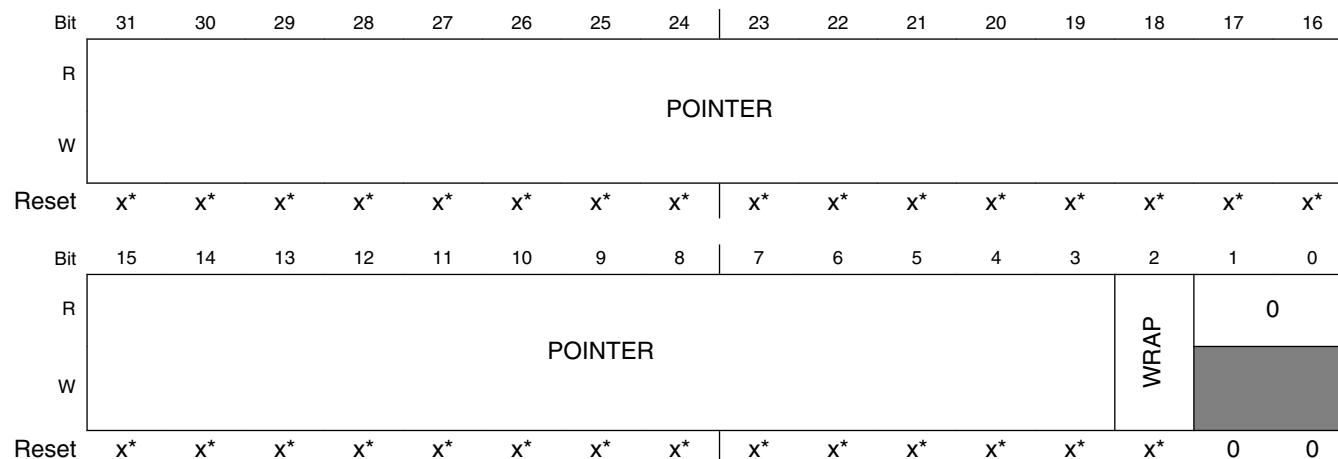 Bit 31 30 29 28 27 26 25 24 23 22 21 20 19 18 17 16
R
POINTER
W
Reset x* x* x* x* x* x* x* x* x* x* x* x* x* x* x* x*
Bit 15 14 13 12 11 10 9 8 7 6 5 4 3 2 1 0
R 0
POINTER WRAP
W
Reset x* x* x* x* x* x* x* x* x* x* x* x* x* x* 0 0